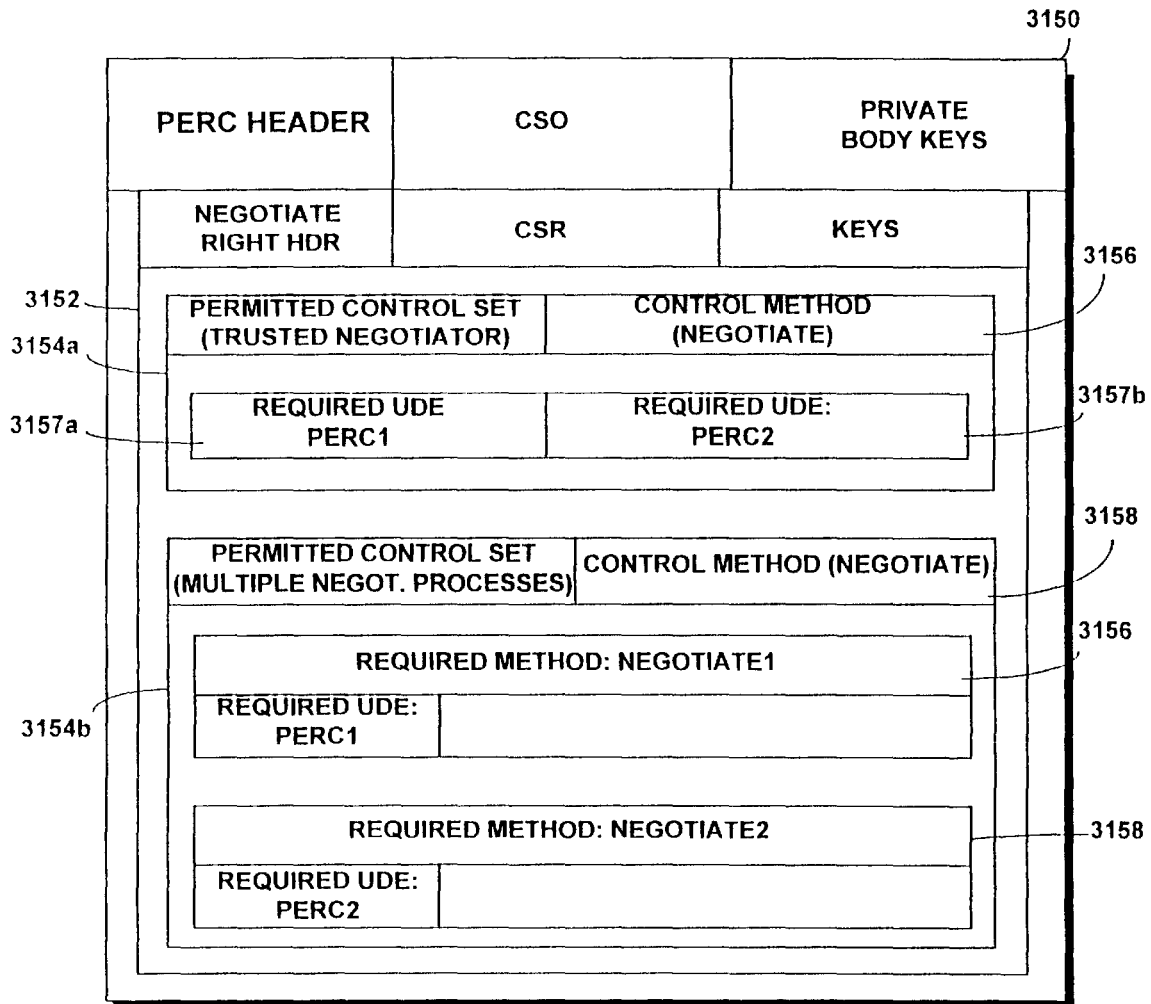 3150
PERC HEADER
CSO
PRIVATE
BODY KEYS
NEGOTIATE
RIGHT HDR
CSR
KEYS
3156
3152
PERMITTED CONTROL SET
(TRUSTED NEGOTIATOR)
CONTROL METHOD
(NEGOTIATE)
3154a
3157a
REQUIRED UDE
PERC1
REQUIRED UDE:
PERC2
3157b
3158
PERMITTED CONTROL SET
(MULTIPLE NEGOT. PROCESSES)
CONTROL METHOD (NEGOTIATE)
3156
REQUIRED METHOD: NEGOTIATE1
3154b
REQUIRED UDE:
PERC1
REQUIRED METHOD: NEGOTIATE2
3158
REQUIRED UDE:
PERC2